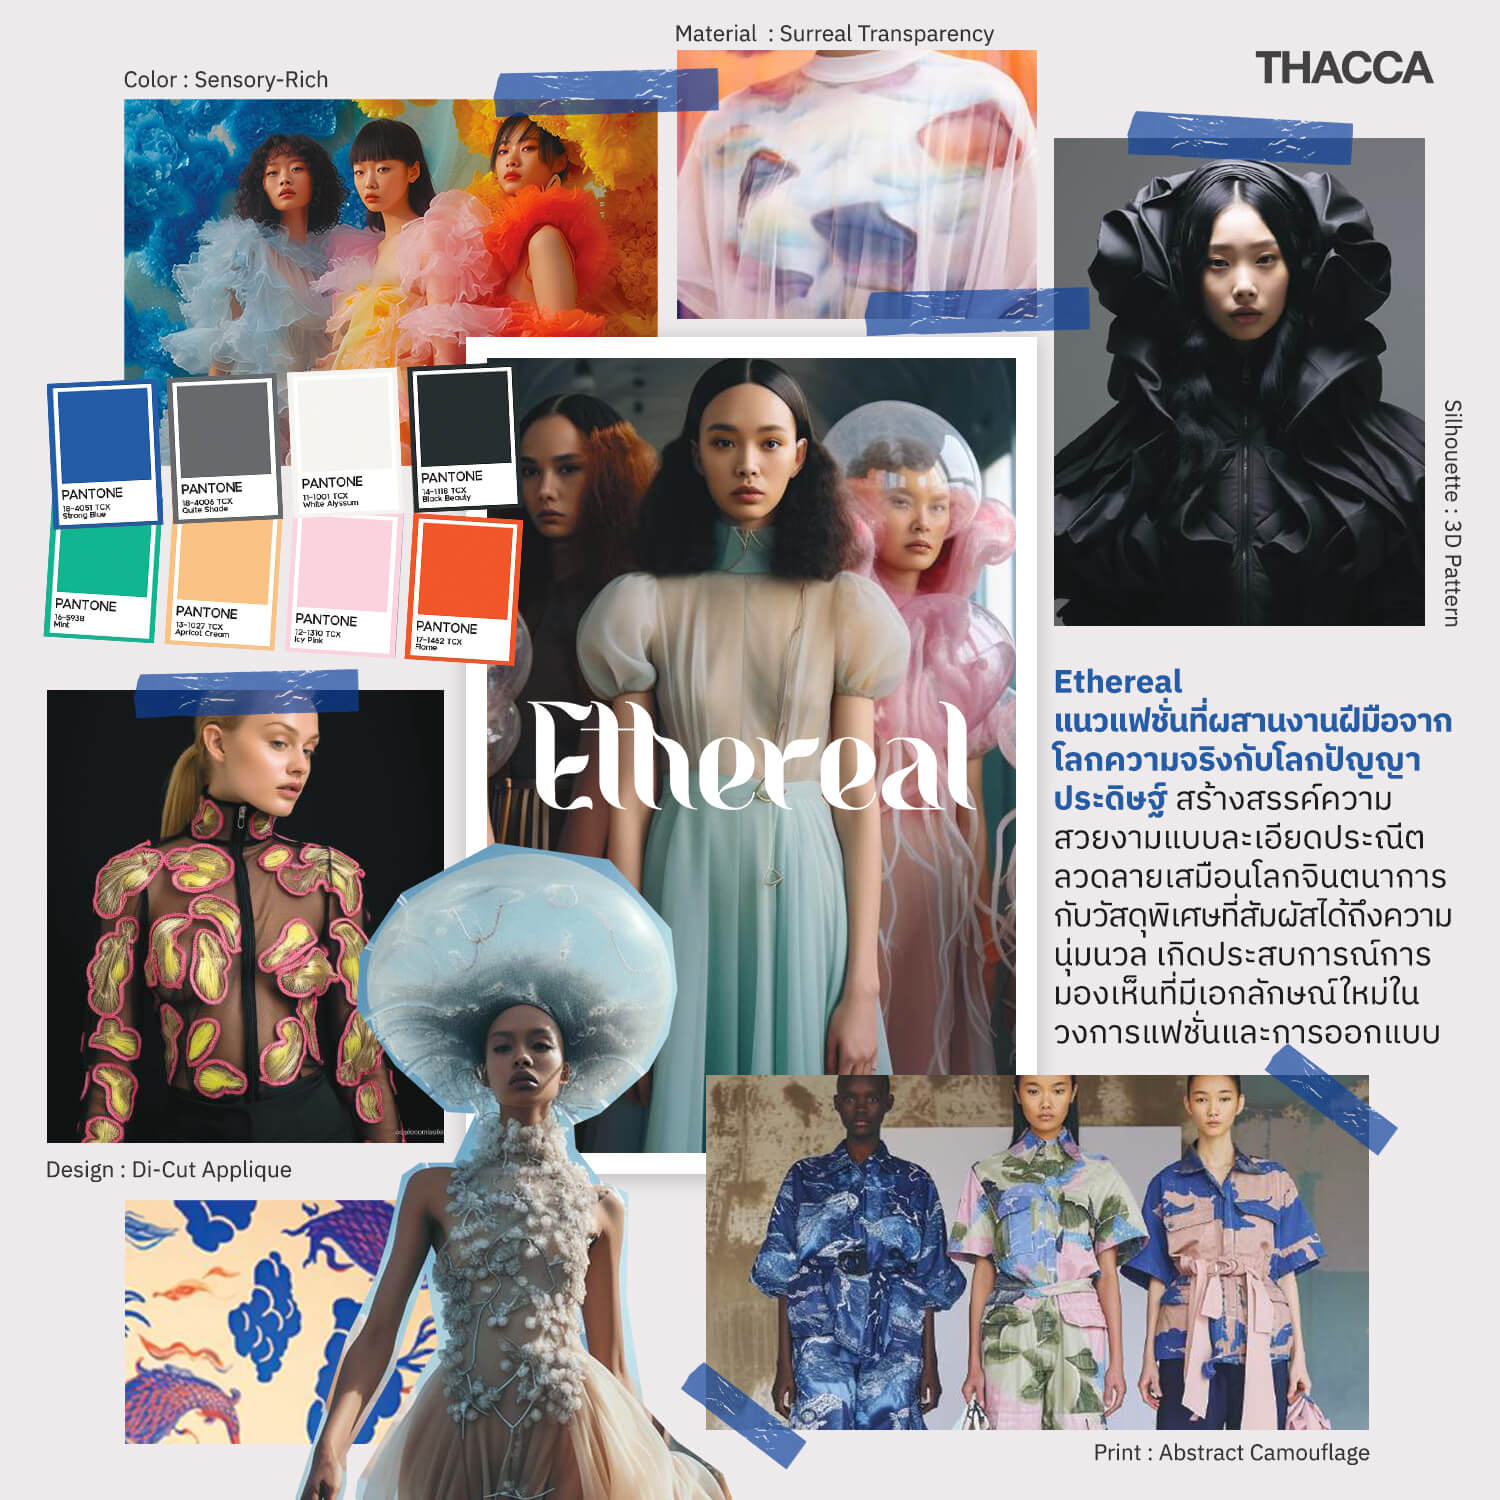 Material : Surreal Transparency
THACCA
Color : Sensory-Rich
PANTONE
18-4051 TCX
Strong Blue
PANTONE
18-4006 TCX
Quite Shade
PANTONE
11-1001 TCX
White Alyssum
PANTONE
14-1118 TCX
Black Beauty
PANTONE
16-5938
Mint
PANTONE
13-1027 TCX
Apricot Cream
PANTONE
12-1310 TCX
Icy Pink
PANTONE
17-1462 TCX
Flame
Silhouette : 3D Pattern
Ethereal
Ethereal
แนวแฟชั่นที่ผสานงานฝีมือจาก
โลกความจริงกับโลกปัญญา
ประดิษฐ์ สร้างสรรค์ความ
สวยงามแบบละเอียดประณีต
ลวดลายเสมือนโลกจินตนาการ
กับวัสดุพิเศษที่สัมผัสได้ถึงความ
นุ่มนวล เกิดประสบการณ์การ
มองเห็นที่มีเอกลักษณ์ใหม่ใน
วงการแฟชั่นและการออกแบบ
Design : Di-Cut Applique
Print : Abstract Camouflage